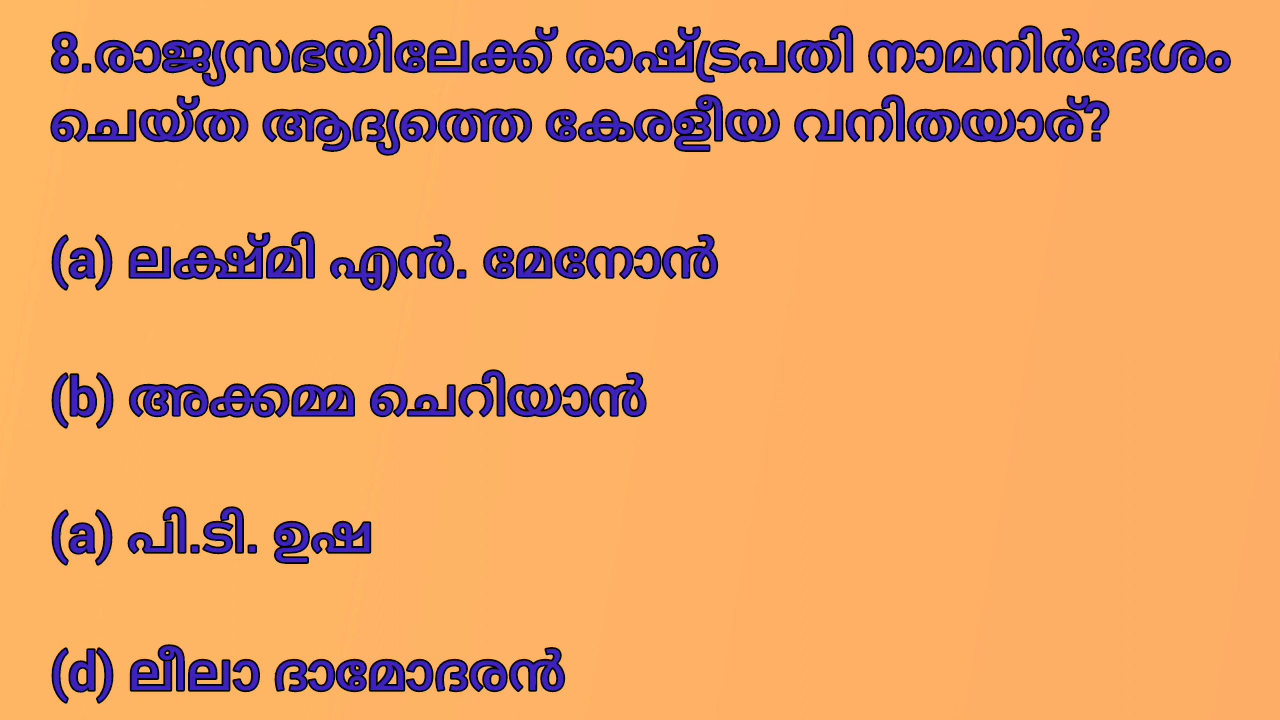 8.രാജ്യസഭയിലേക്ക് രാഷ്ട്രപതി നാമനിർദേശം
ചെയ്ത ആദ്യത്തെ കേരളീയ വനിതയാര്?
(a) ലക്ഷ്മി എൻ. മേനോൻ
(b) അക്കമ്മ ചെറിയാൻ
(a) പി.ടി. ഉഷ
(d) ലീലാ ദാമോദരൻ